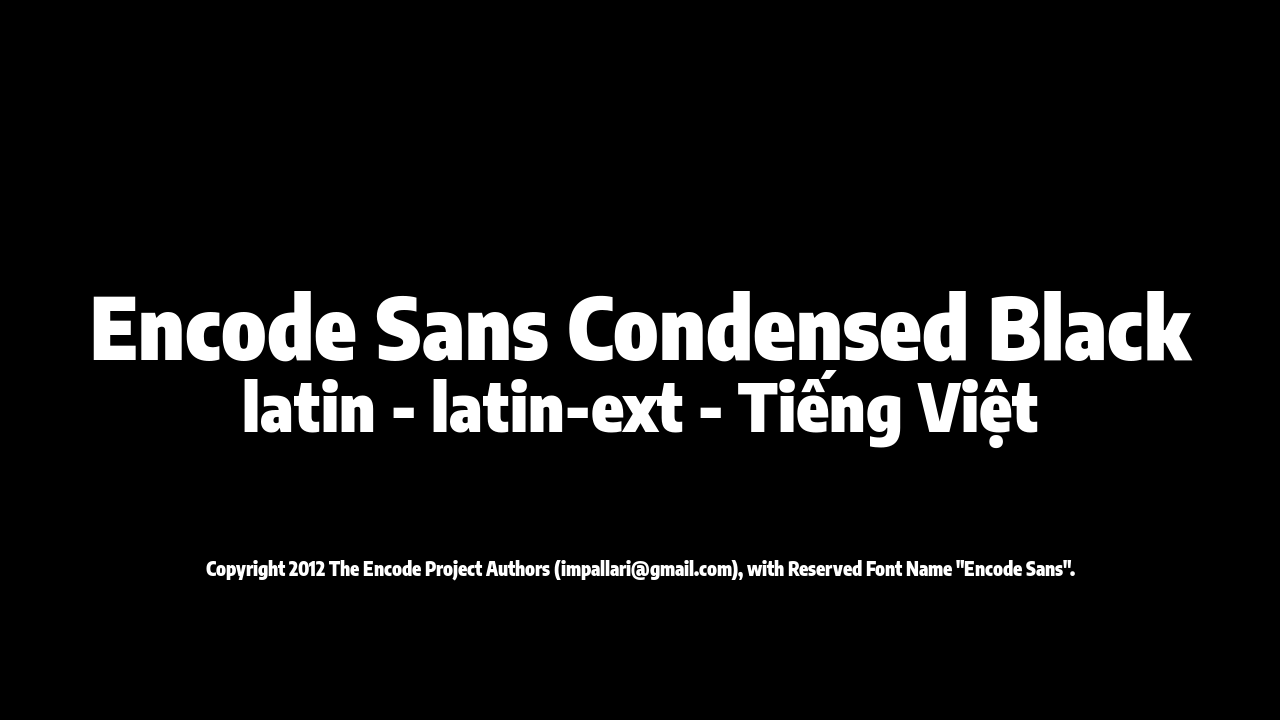 Encode Sans Condensed Black
latin - latin-ext - Tiếng Việt
Copyright 2012 The Encode Project Authors (impallari@gmail.com), with Reserved Font Name "Encode Sans".